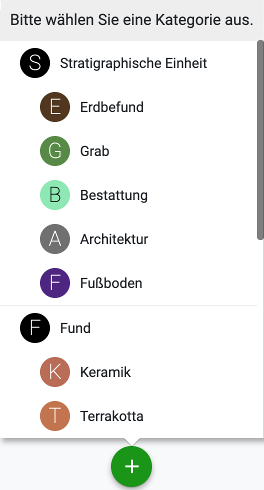 Bitte wählen Sie eine Kategorie aus.
S Stratigraphische Einheit
E Erdbefund
G Grab
B Bestattung
A Architektur
F Fußboden
F Fund
K Keramik
T Terrakotta
+